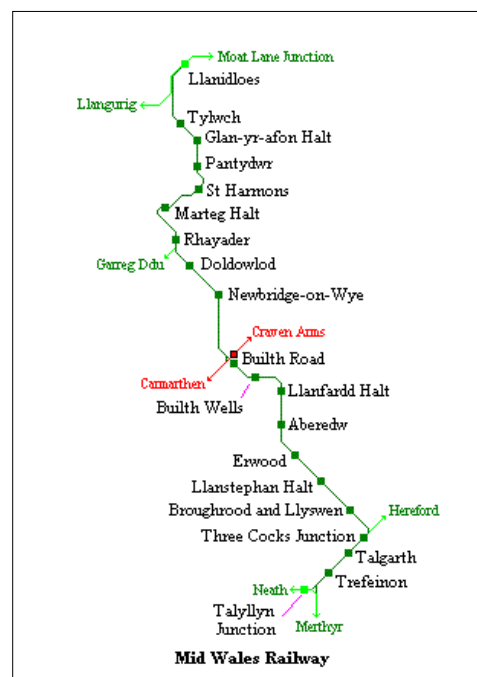 Moat Lane Junction
Llanidloes
Llangurig
Tylwch
Glan-yr-afon Halt
Pantydwr
St Harmons
Marteg Halt
Rhayader
Garreg Ddu
Doldowlod
Newbridge-on-Wye
Craven Arms
Builth Road
Carmarthen
Builth Wells
Llanfardd Halt
Aberedw
Erwood
Llanstephan Halt
Broughrood and Llyswen
Hereford
Three Cocks Junction
Talgarth
Trefeinon
Neath
Talyllyn
Junction
Merthyr
Mid Wales Railway